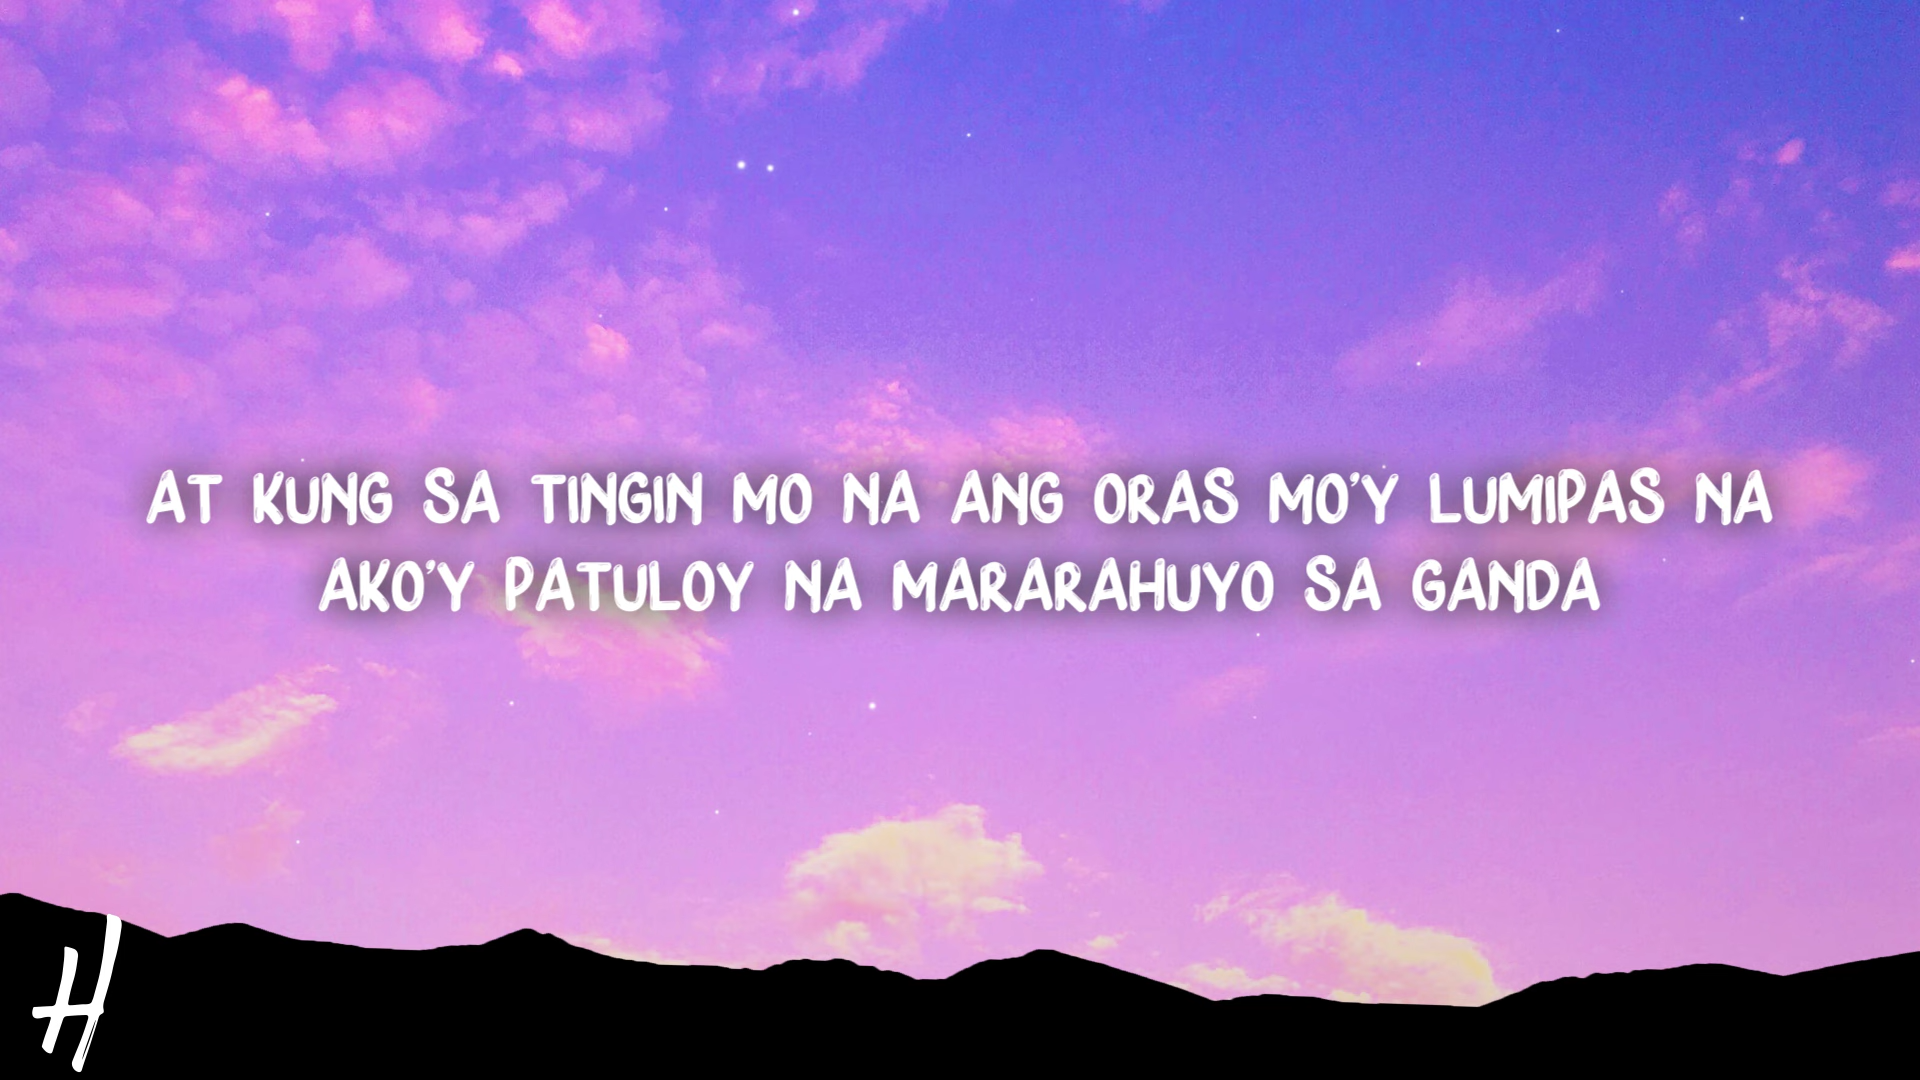 AT KUNG SA TINGIN MO NA ANG ORAS MO'Y LUMIPAS NA
AKO'Y PATULOY NA MARARAHUYO SA GANDA
H